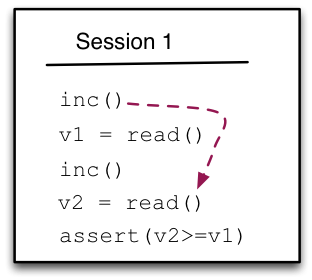 Session 1
inc()
v1 = read()
inc()
v2 = read()
assert(v2>=v1)